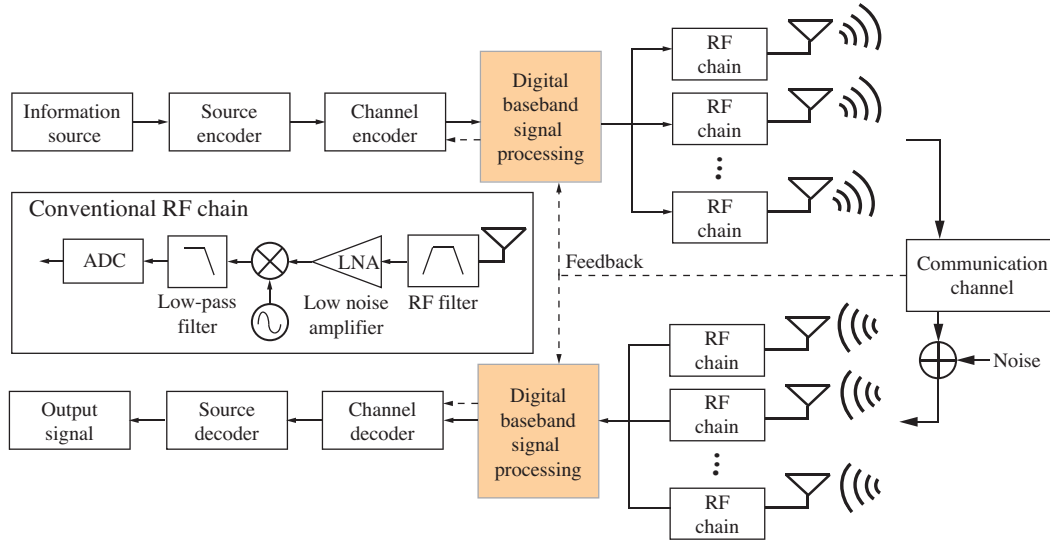 RF
chain
RF
chain
RF
chain
Digital
baseband
signal
processing
Information
source
Source
encoder
Channel
encoder
Conventional RF chain
ADC
LNA
Low-pass
filter
Low noise
amplifier
RF filter
Feedback
Communication
channel
Noise
RF
chain
RF
chain
RF
chain
Digital
baseband
signal
processing
Output
signal
Source
decoder
Channel
decoder